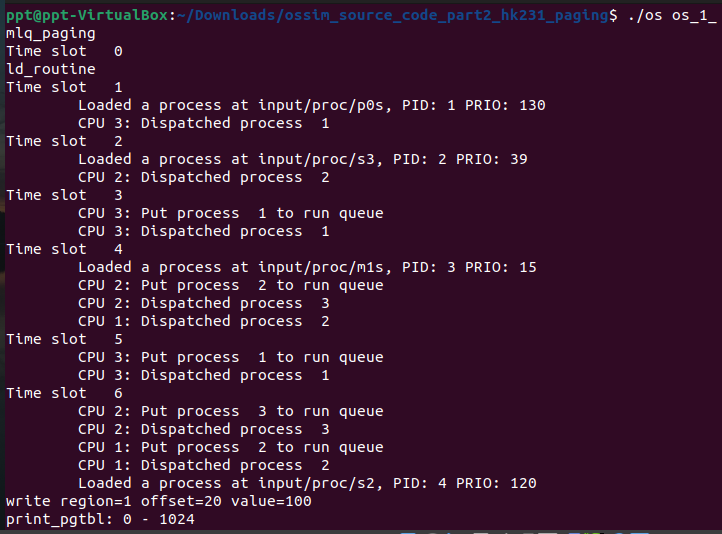 ppt@ppt-VirtualBox:~/Downloads/ossim_source_code_part2_hk231_paging$ ./os os_1_
mlq_paging
Time slot   0
ld_routine
Time slot   1
        Loaded a process at input/proc/p0s, PID: 1 PRIO: 130
        CPU 3: Dispatched process  1
Time slot   2
        Loaded a process at input/proc/s3, PID: 2 PRIO: 39
        CPU 2: Dispatched process  2
Time slot   3
        CPU 3: Put process  1 to run queue
        CPU 3: Dispatched process  1
Time slot   4
        Loaded a process at input/proc/m1s, PID: 3 PRIO: 15
        CPU 2: Put process  2 to run queue
        CPU 2: Dispatched process  3
        CPU 1: Dispatched process  2
Time slot   5
        CPU 3: Put process  1 to run queue
        CPU 3: Dispatched process  1
Time slot   6
        CPU 2: Put process  3 to run queue
        CPU 2: Dispatched process  3
        CPU 1: Put process  2 to run queue
        CPU 1: Dispatched process  2
        Loaded a process at input/proc/s2, PID: 4 PRIO: 120
write region=1 offset=20 value=100
print_pgtbl: 0 - 1024